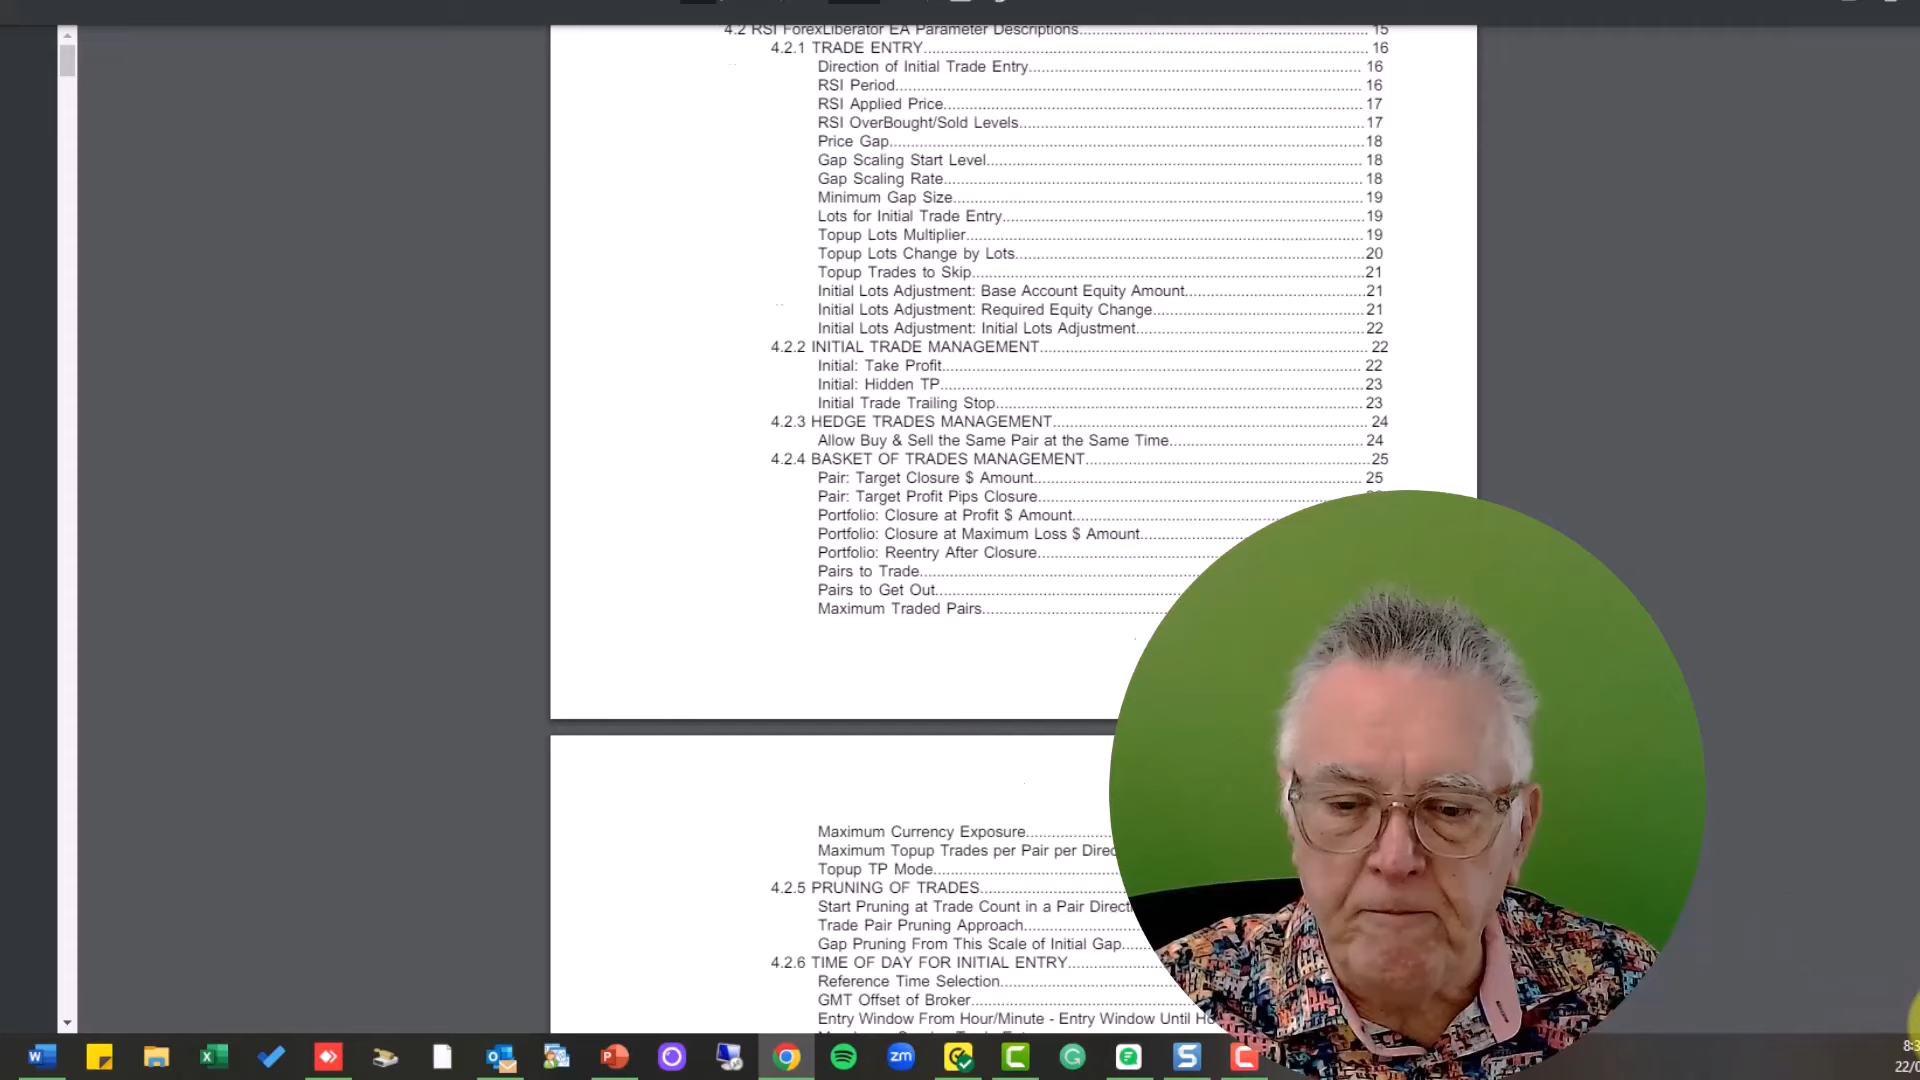 4.2 RSI ForexLiberator EA Parameter Descriptions 15
4.2.1 TRADE ENTRY 16
Direction of Initial Trade Entry 16
RSI Period 16
RSI Applied Price 17
RSI OverBought/Sold Levels 17
Price Gap 18
Gap Scaling Start Level 18
Gap Scaling Rate 18
Minimum Gap Size 19
Lots for Initial Trade Entry 19
Topup Lots Multiplier 19
Topup Lots Change by Lots 20
Topup Trades to Skip 21
Initial Lots Adjustment: Base Account Equity Amount 21
Initial Lots Adjustment: Required Equity Change 21
Initial Lots Adjustment: Initial Lots Adjustment 22
4.2.2 INITIAL TRADE MANAGEMENT 22
Initial: Take Profit 22
Initial: Hidden TP 23
Initial Trade Trailing Stop 23
4.2.3 HEDGE TRADES MANAGEMENT 24
Allow Buy & Sell the Same Pair at the Same Time 24
4.2.4 BASKET OF TRADES MANAGEMENT 25
Pair: Target Closure $ Amount 25
Pair: Target Profit Pips Closure
Portfolio: Closure at Profit $ Amount
Portfolio: Closure at Maximum Loss $ Amount
Portfolio: Reentry After Closure
Pairs to Trade
Pairs to Get Out
Maximum Traded Pairs
Maximum Currency Exposure
Maximum Topup Trades per Pair per Direc
Topup TP Mode
4.2.5 PRUNING OF TRADES
Start Pruning at Trade Count in a Pair Direct
Trade Pair Pruning Approach
Gap Pruning From This Scale of Initial Gap
4.2.6 TIME OF DAY FOR INITIAL ENTRY
Reference Time Selection
GMT Offset of Broker
Entry Window From Hour/Minute - Entry Window Until